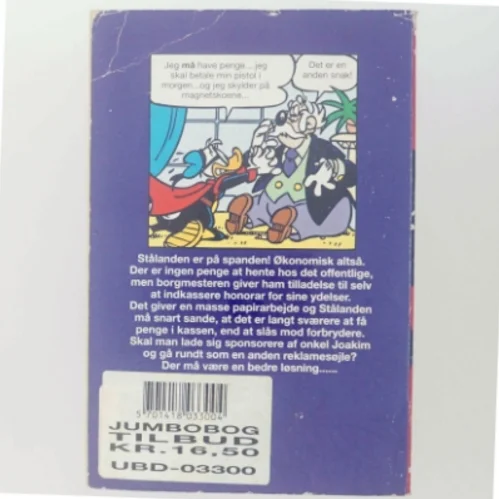 Jeg må have penge....jeg
skal betale min pistol i
morgen...og jeg skylder på
magnetskoene...
Det er en
anden snak!
Stålanden er på spanden! Økonomisk altså.
Der er ingen penge at hente hos det offentlige,
men borgmesteren giver ham tilladelse til selv
at indkassere honorar for sine ydelser.
Det giver en masse papirarbejde og Stålanden
må snart sande, at det er langt sværere at få
penge i kassen, end at slås mod forbrydere.
Skal man lade sig sponsorere af onkel Joakim
og gå rundt som en anden reklamesøjle?
Der må være en bedre løsning......
5 701418 033004
JUMBOBOG
TILBUD
KR.16,50
UBD-03300